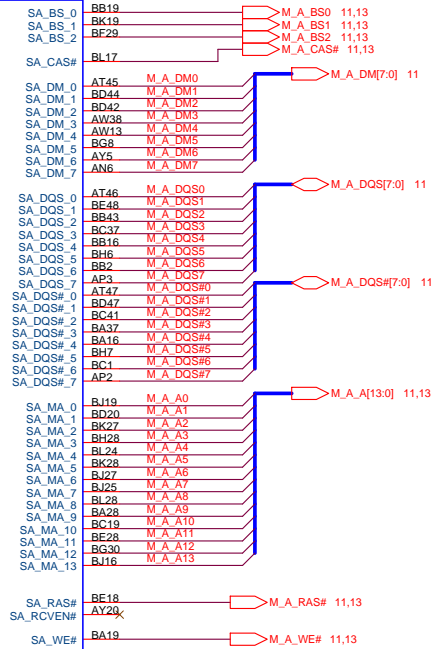 SA_BS_0 BB19 M_A_BS0 11,13
SA_BS_1 BK19 M_A_BS1 11,13
SA_BS_2 BF29 M_A_BS2 11,13
SA_CAS# BL17 M_A_CAS# 11,13
SA_DM_0 AT45 M_A_DM0 M_A_DM[7:0] 11
SA_DM_1 BD44 M_A_DM1
SA_DM_2 BD42 M_A_DM2
SA_DM_3 AW38 M_A_DM3
SA_DM_4 AW13 M_A_DM4
SA_DM_5 BG8 M_A_DM5
SA_DM_6 AY5 M_A_DM6
SA_DM_7 AN6 M_A_DM7
SA_DQS_0 AT46 M_A_DQS0 M_A_DQS[7:0] 11
SA_DQS_1 BE48 M_A_DQS1
SA_DQS_2 BB43 M_A_DQS2
SA_DQS_3 BC37 M_A_DQS3
SA_DQS_4 BB16 M_A_DQS4
SA_DQS_5 BH6 M_A_DQS5
SA_DQS_6 BB2 M_A_DQS6
SA_DQS_7 AP3 M_A_DQS7
SA_DQS#_0 AT47 M_A_DQS#0 M_A_DQS#[7:0] 11
SA_DQS#_1 BD47 M_A_DQS#1
SA_DQS#_2 BC41 M_A_DQS#2
SA_DQS#_3 BA37 M_A_DQS#3
SA_DQS#_4 BA16 M_A_DQS#4
SA_DQS#_5 BH7 M_A_DQS#5
SA_DQS#_6 BC1 M_A_DQS#6
SA_DQS#_7 AP2 M_A_DQS#7
SA_MA_0 BJ19 M_A_A0 M_A_A[13:0] 11,13
SA_MA_1 BD20 M_A_A1
SA_MA_2 BK27 M_A_A2
SA_MA_3 BH28 M_A_A3
SA_MA_4 BL24 M_A_A4
SA_MA_5 BK28 M_A_A5
SA_MA_6 BJ27 M_A_A6
SA_MA_7 BJ25 M_A_A7
SA_MA_8 BL28 M_A_A8
SA_MA_9 BA28 M_A_A9
SA_MA_10 BC19 M_A_A10
SA_MA_11 BE28 M_A_A11
SA_MA_12 BG30 M_A_A12
SA_MA_13 BJ16 M_A_A13
SA_RAS# BE18 M_A_RAS# 11,13
SA_RCVEN# AY20
SA_WE# BA19 M_A_WE# 11,13